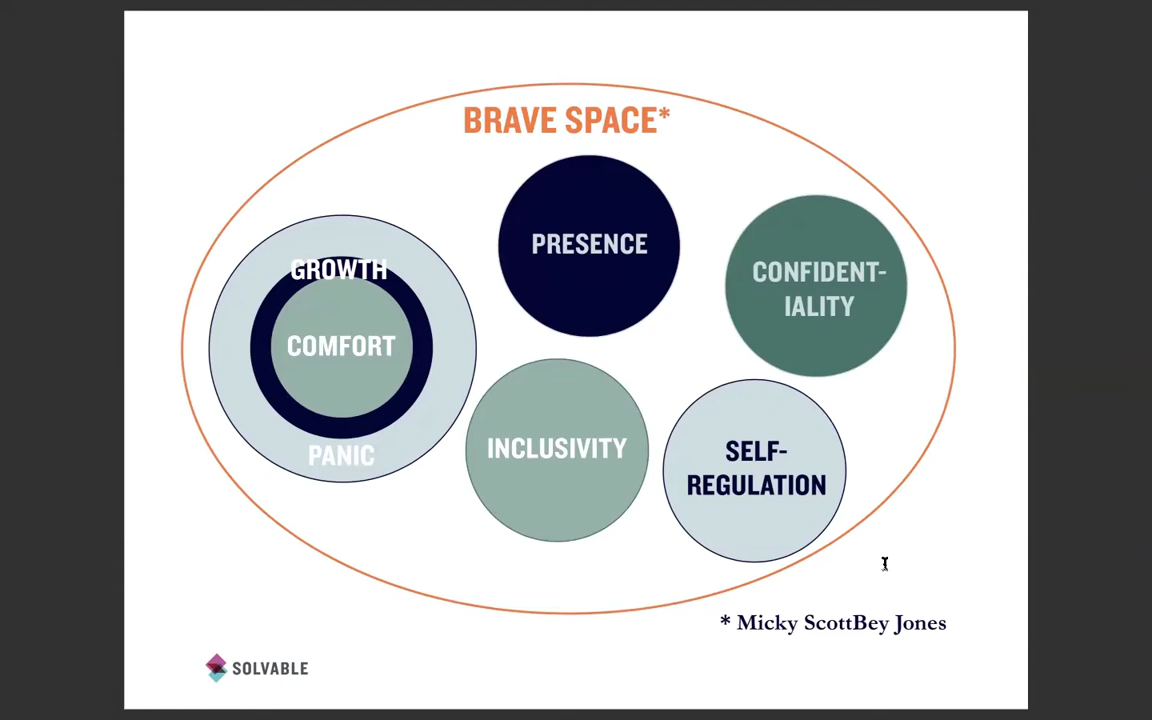 BRAVE SPACE*
PRESENCE
CONFIDENT-
IALITY
GROWTH
COMFORT
PANIC
INCLUSIVITY
SELF-
REGULATION
* Micky ScottBey Jones
SOLVABLE